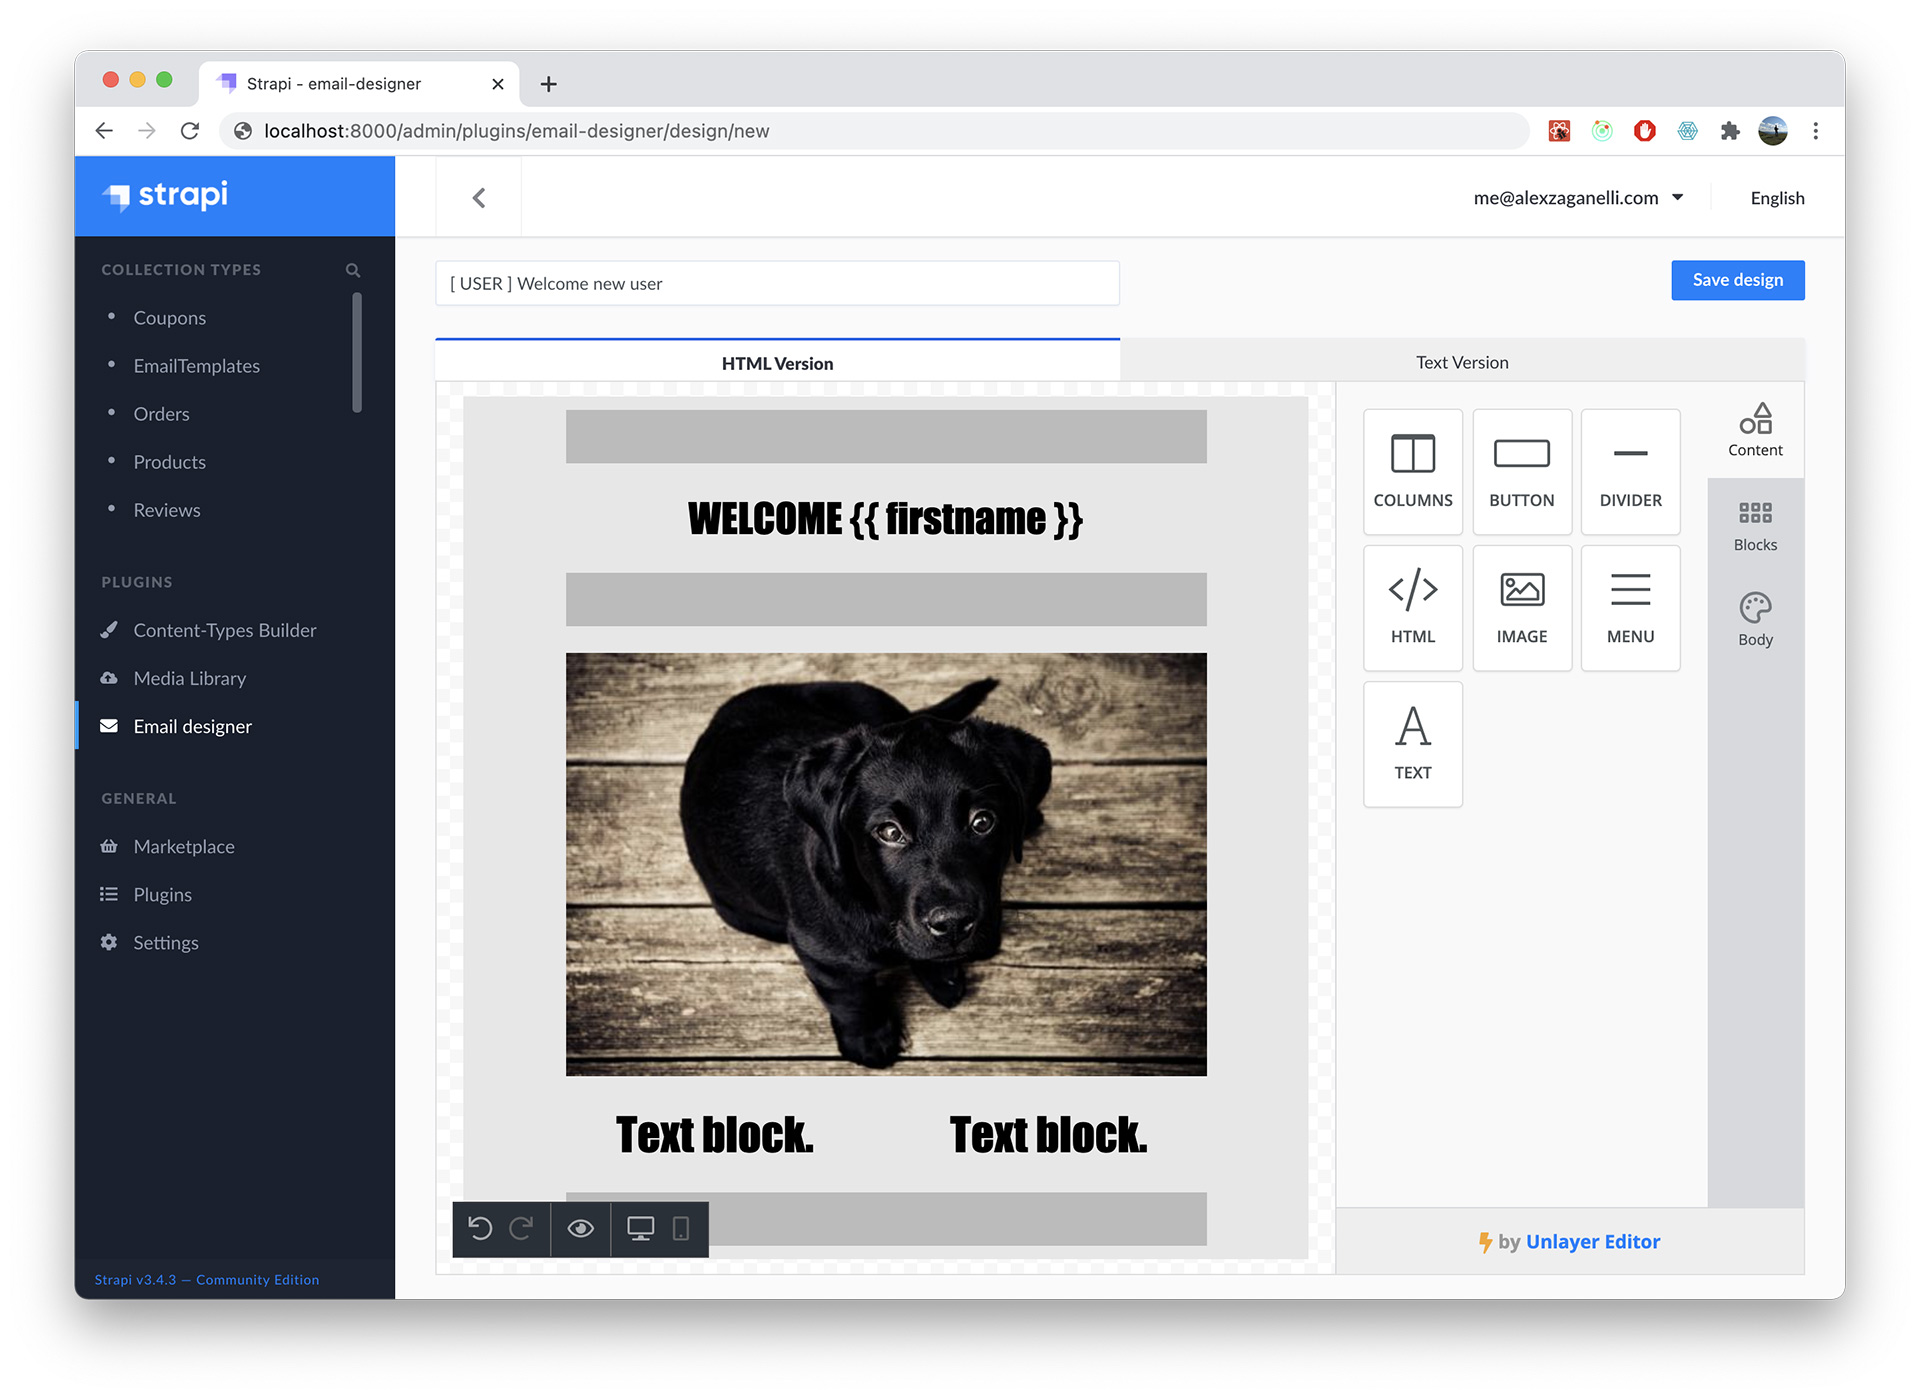 Strapi - email-designer
localhost:8000/admin/plugins/email-designer/design/new
strapi
me@alexzaganelli.com
English
COLLECTION TYPES
Coupons
EmailTemplates
Orders
Products
Reviews
PLUGINS
Content-Types Builder
Media Library
Email designer
GENERAL
Marketplace
Plugins
Settings
Strapi v3.4.3 — Community Edition
[ USER ] Welcome new user
Save design
HTML Version
Text Version
WELCOME {{ firstname }}
Text block.
Text block.
COLUMNS
BUTTON
DIVIDER
HTML
IMAGE
MENU
TEXT
Content
Blocks
Body
by Unlayer Editor